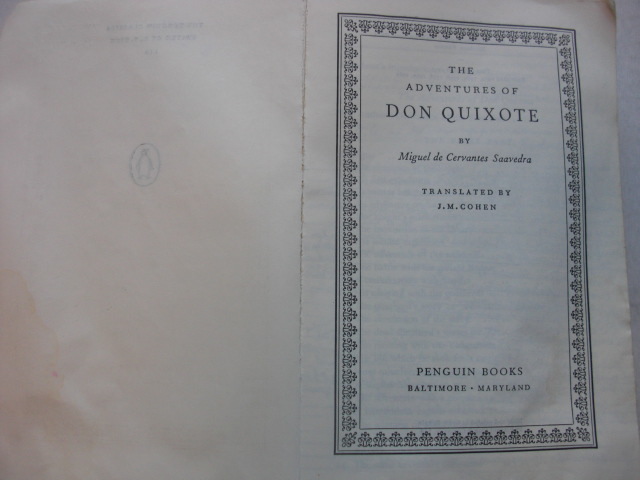 THE
ADVENTURES OF
DON QUIXOTE
BY
Miguel de Cervantes Saavedra
TRANSLATED BY
J.M.COHEN
PENGUIN BOOKS
BALTIMORE · MARYLAND